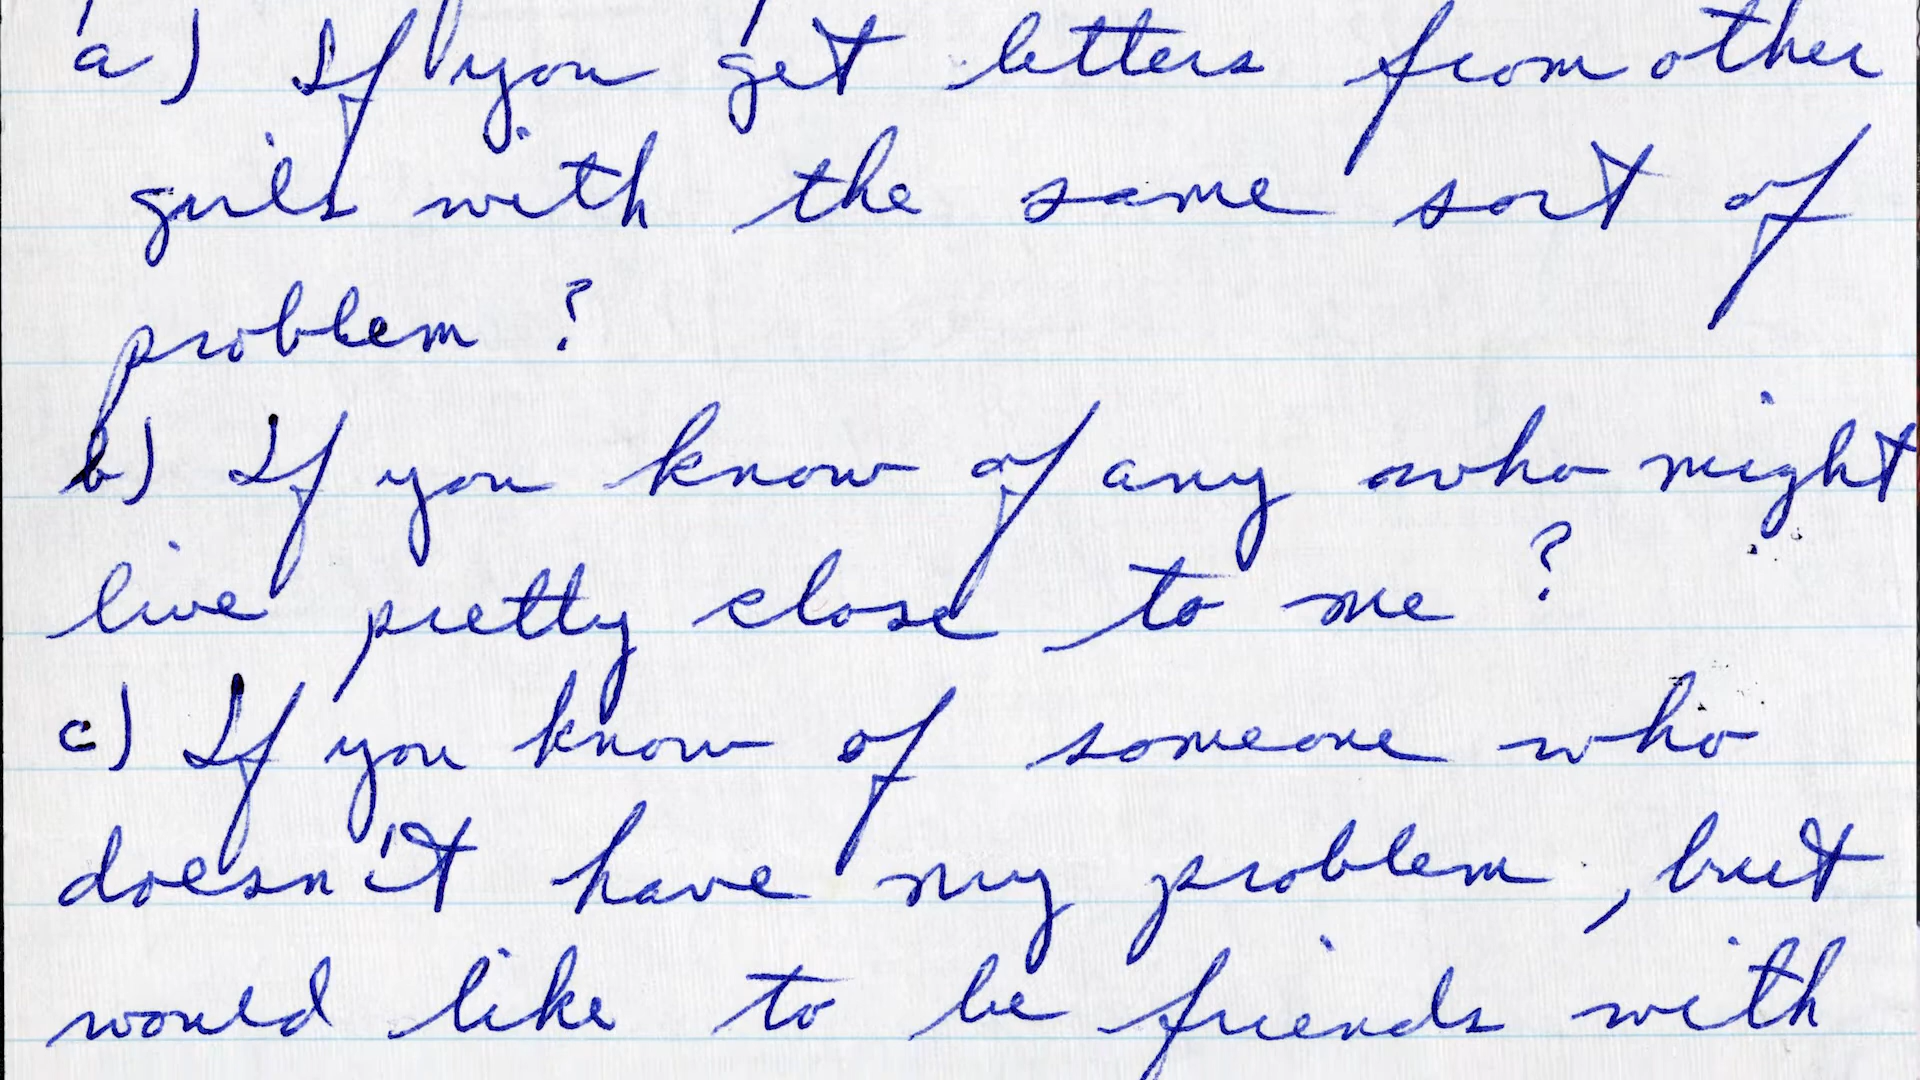 a) If you get letters from other
girls with the same sort of
problem ?
b) If you know of any who might
live pretty close to me ?
c) If you know of someone who
doesn't have my problem, but
would like to be friends with